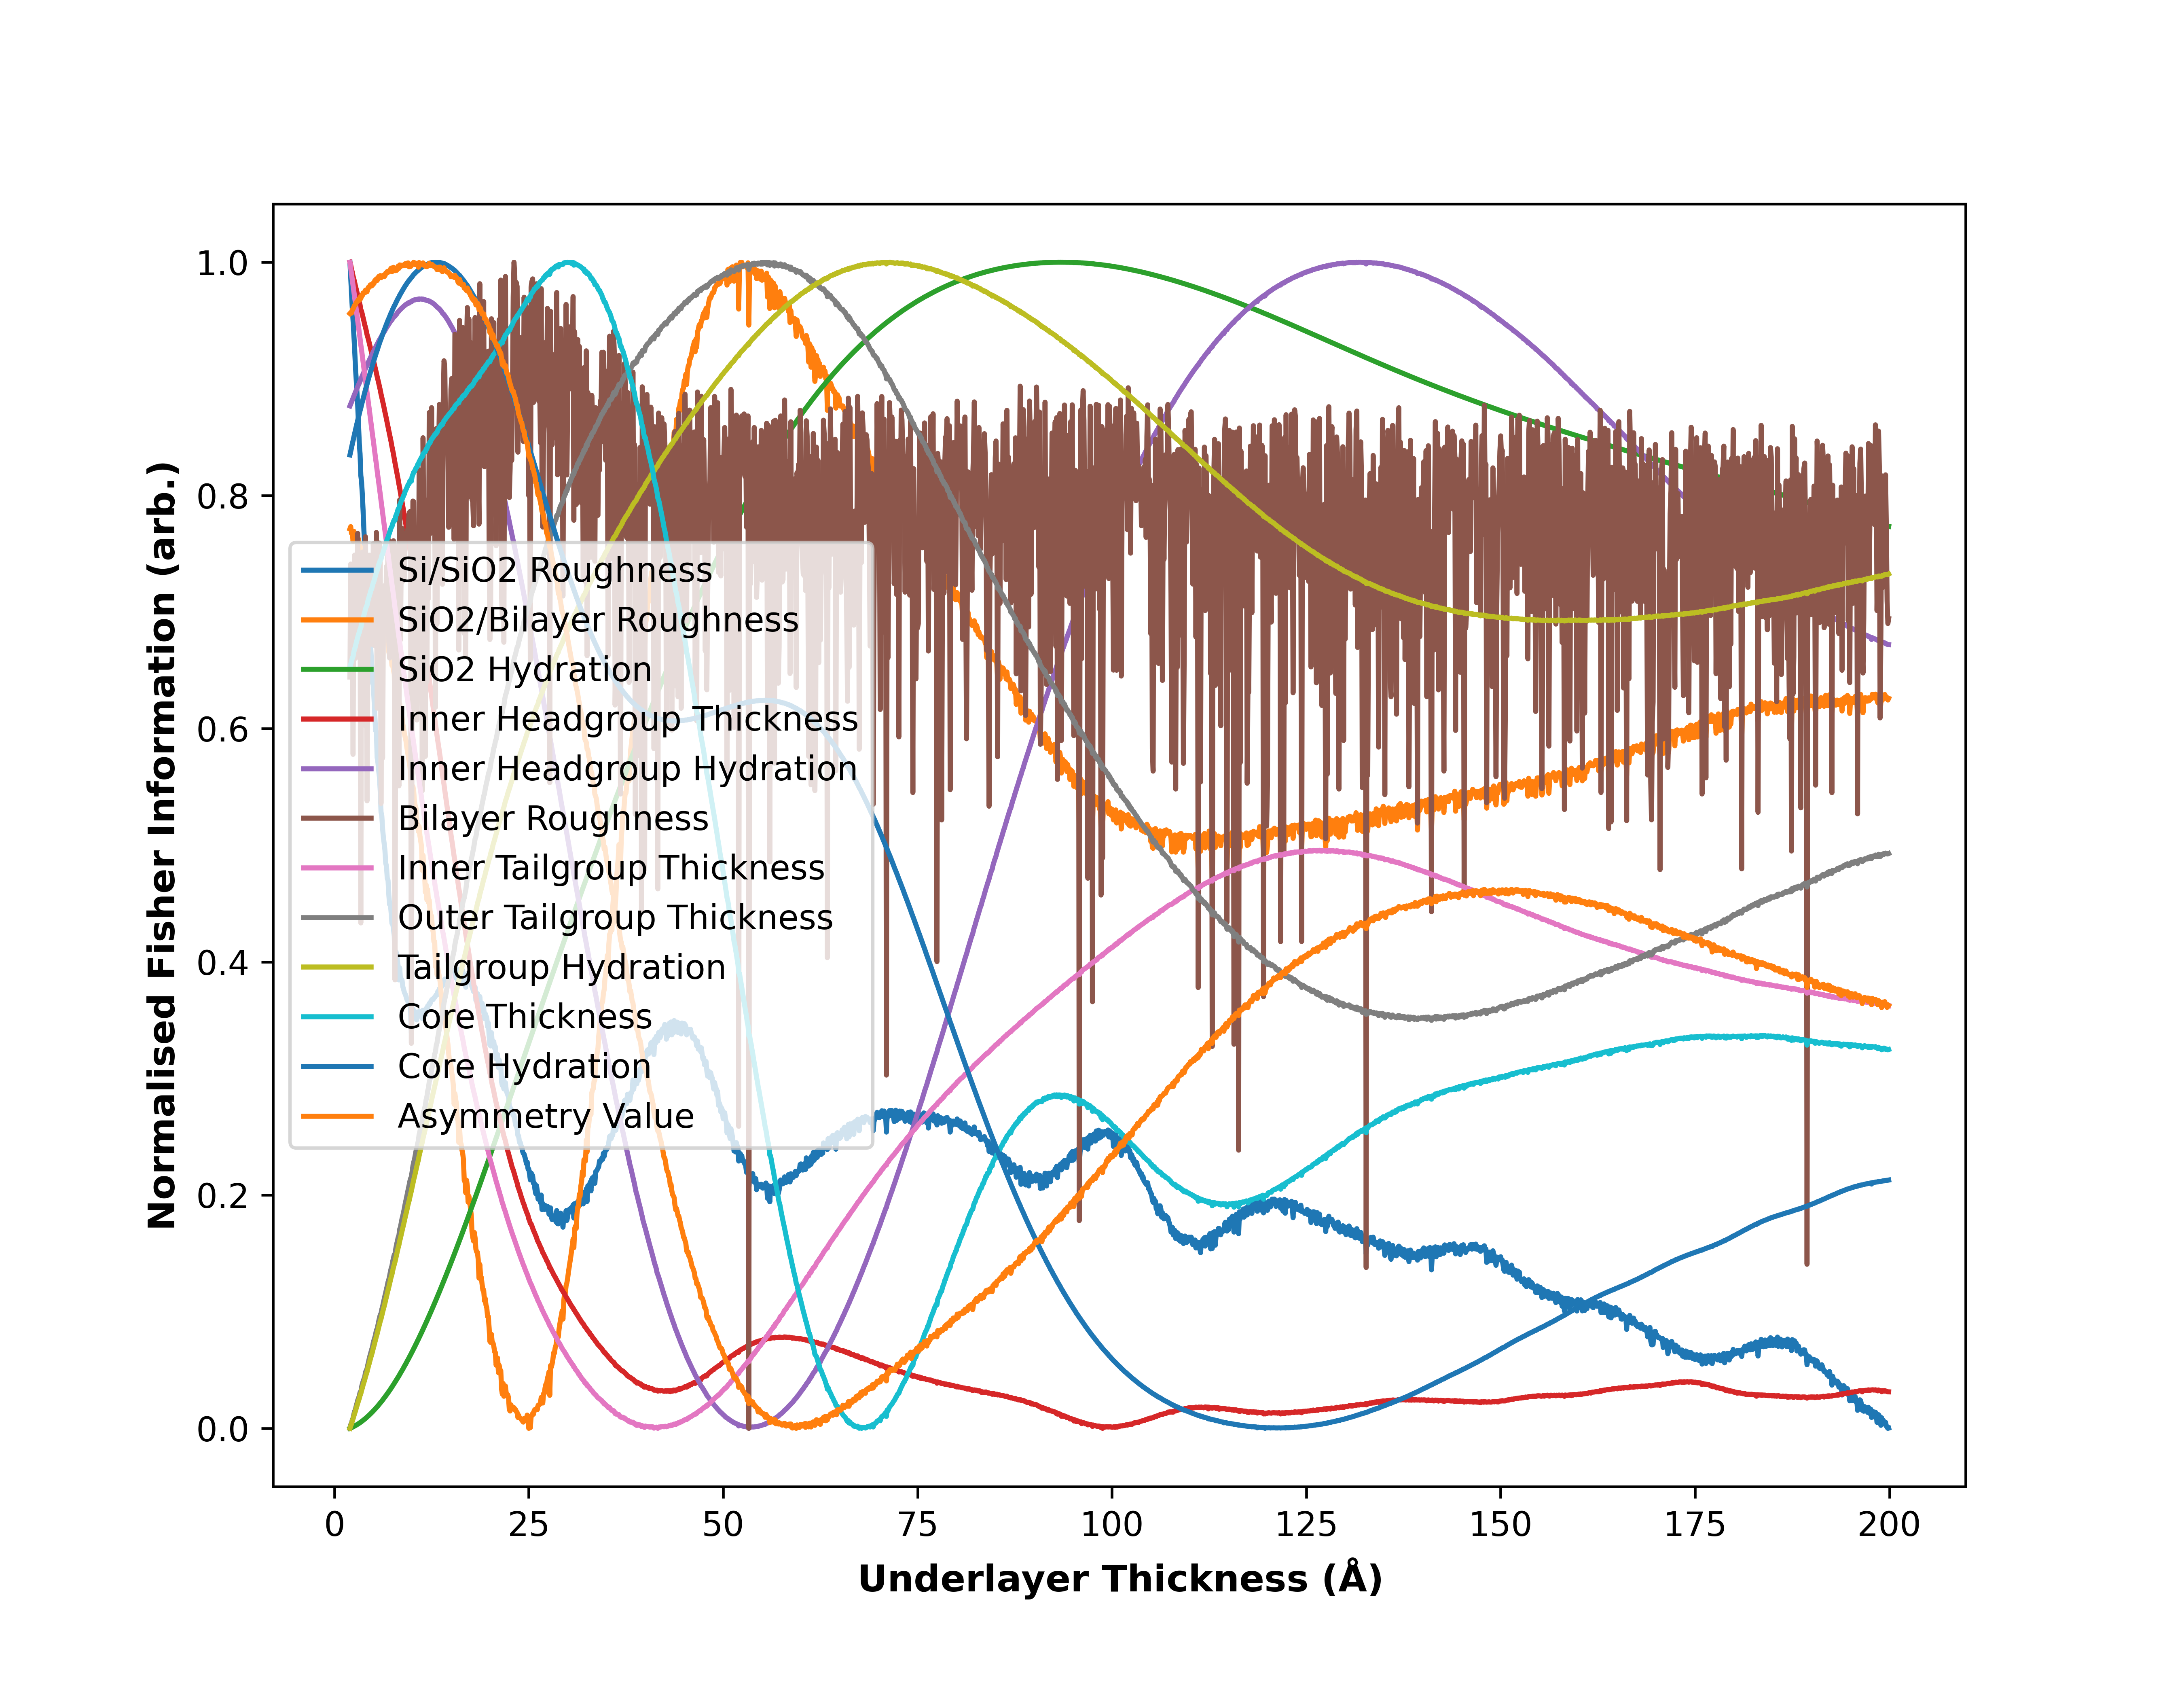 Normalised Fisher Information (arb.)
1.0
0.8
0.6
0.4
0.2
0.0
Si/SiO2 Roughness
SiO2/Bilayer Roughness
SiO2 Hydration
Inner Headgroup Thickness
Inner Headgroup Hydration
Bilayer Roughness
Inner Tailgroup Thickness
Outer Tailgroup Thickness
Tailgroup Hydration
Core Thickness
Core Hydration
Asymmetry Value
0 25 50 75 100 125 150 175 200
Underlayer Thickness (Å)